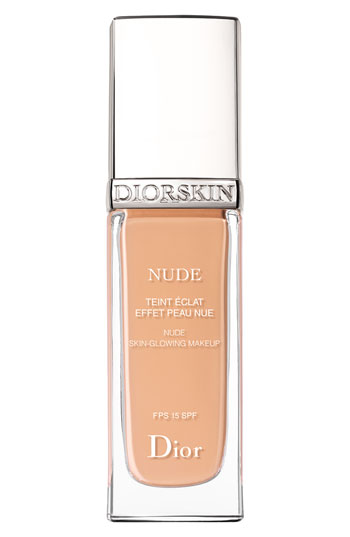 DIORSKIN
NUDE
TEINT ÉCLAT
EFFET PEAU NUE
NUDE
SKIN-GLOWING MAKEUP
FPS 15 SPF
Dior